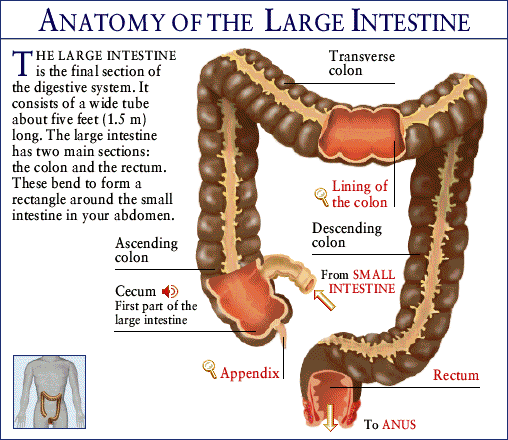 ANATOMY OF THE LARGE INTESTINE
THE LARGE INTESTINE
is the final section of
the digestive system. It
consists of a wide tube
about five feet (1.5 m)
long. The large intestine
has two main sections:
the colon and the rectum.
These bend to form a
rectangle around the small
intestine in your abdomen.
Transverse
colon
Lining of
the colon
Ascending
colon
Descending
colon
Cecum
First part of the
large intestine
From SMALL
INTESTINE
Appendix
Rectum
To ANUS